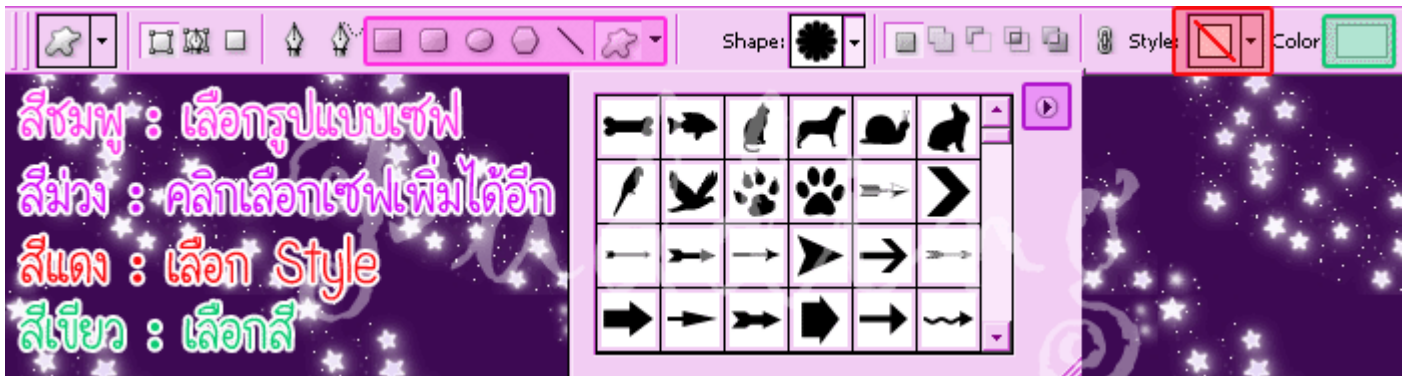 Shape:
Style:
Color
สีชมพู : เลือกรูปแบบเซฟ
สีม่วง : คลิกเลือกเซฟเพิ่มได้อีก
สีแดง : เลือก Style
สีเขียว : เลือกสี
©